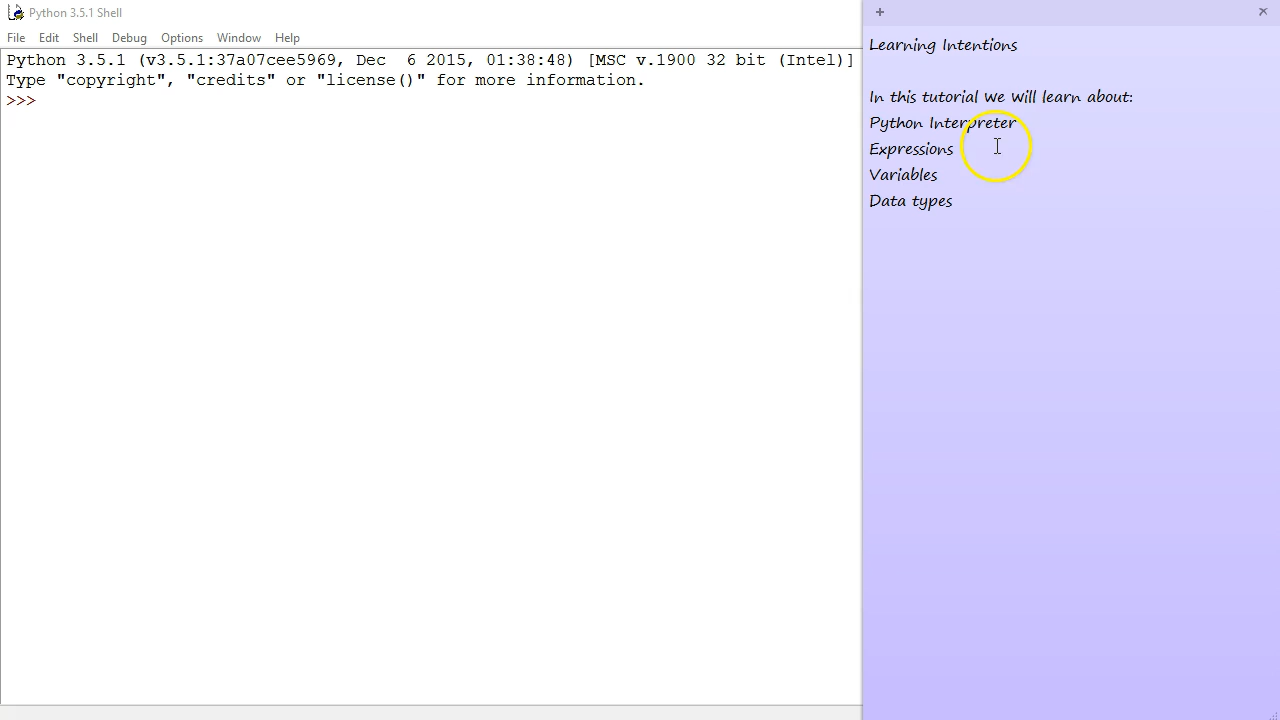 Python 3.5.1 Shell
File Edit Shell Debug Options Window Help
Python 3.5.1 (v3.5.1:37a07cee5969, Dec  6 2015, 01:38:48) [MSC v.1900 32 bit (Intel)]
Type "copyright", "credits" or "license()" for more information.
>>>
+
Learning Intentions
In this tutorial we will learn about:
Python Interpreter
Expressions
Variables
Data types